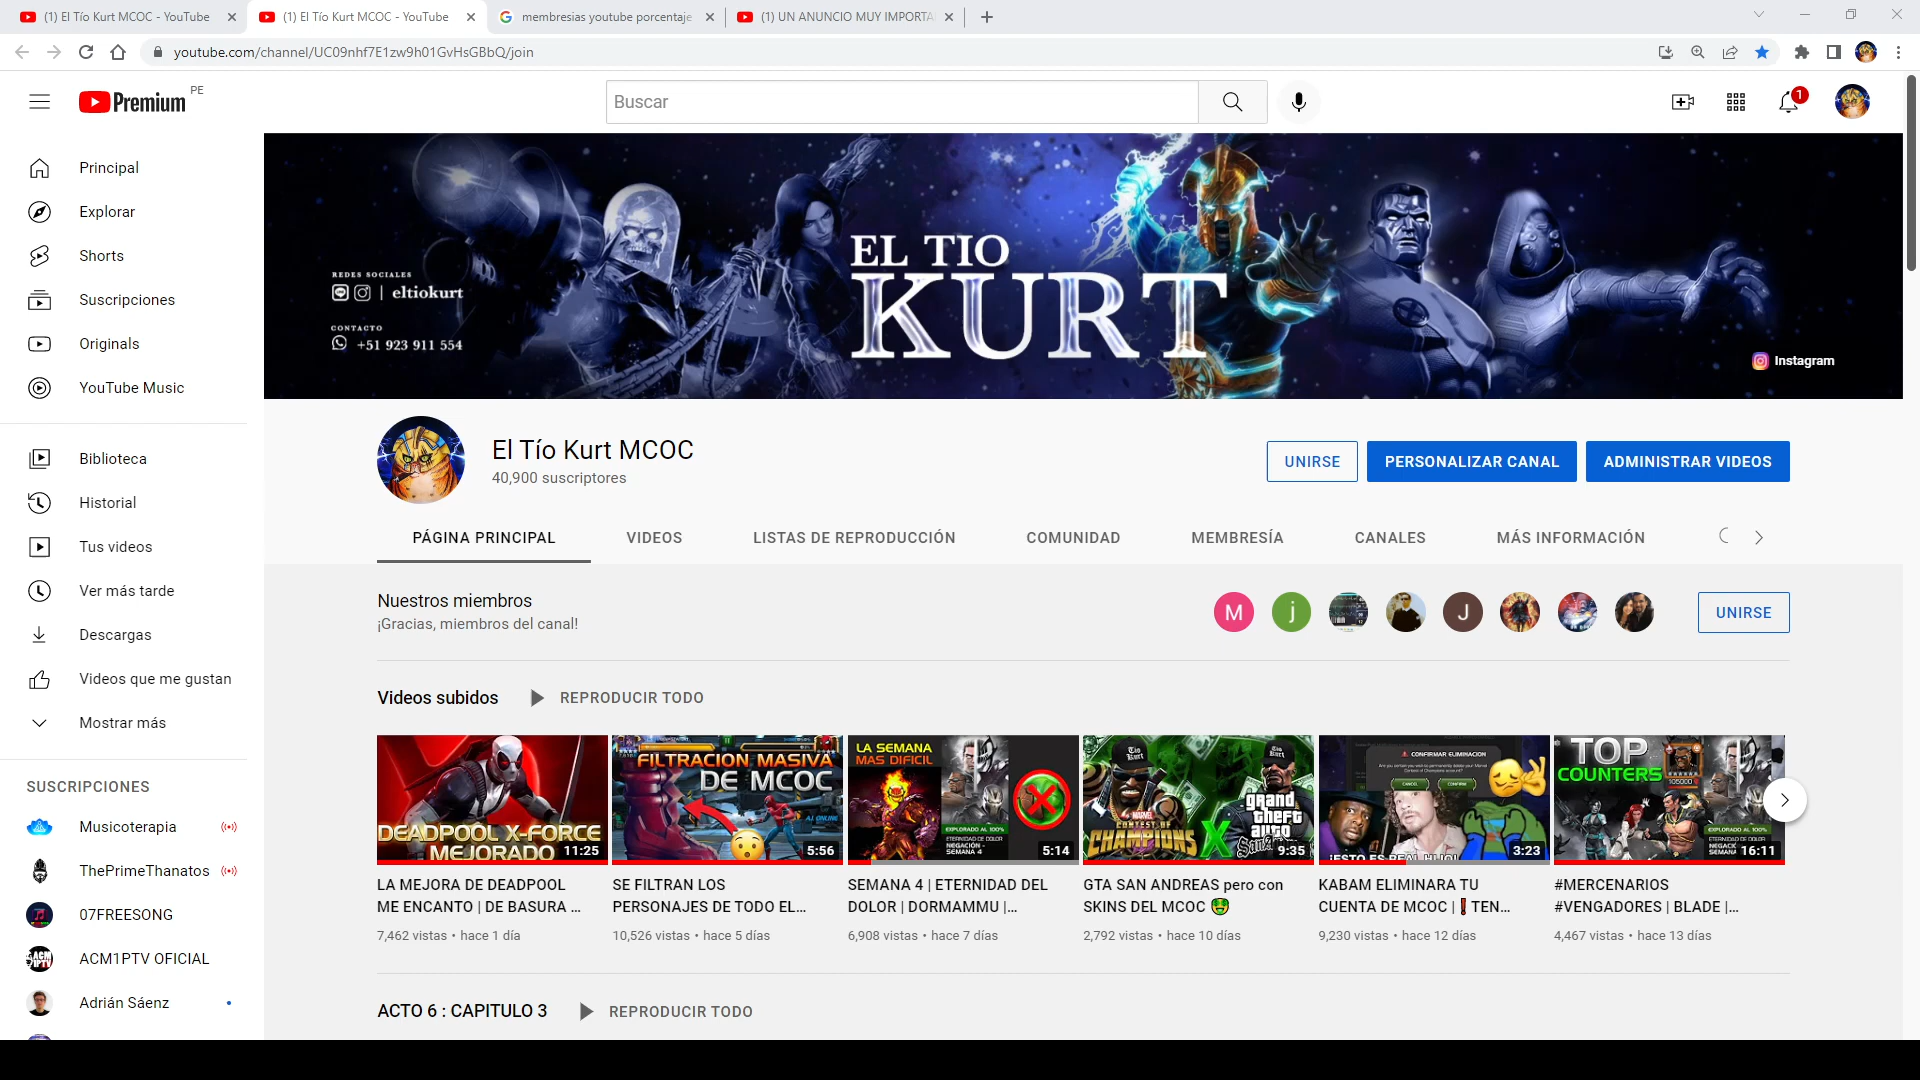 (1) El Tío Kurt MCOC - YouTube
(1) El Tío Kurt MCOC - YouTube
membresias youtube porcentaje
(1) UN ANUNCIO MUY IMPORTA
youtube.com/channel/UC09nhf7E1zw9h01GvHsGBbQ/join
Premium PE
Buscar
1
Principal
Explorar
Shorts
Suscripciones
Originals
YouTube Music
Biblioteca
Historial
Tus videos
Ver más tarde
Descargas
Videos que me gustan
Mostrar más
SUSCRIPCIONES
Musicoterapia
ThePrimeThanatos
07FREESONG
ACM1PTV OFICIAL
Adrián Sáenz
REDES SOCIALES
| eltiokurt
CONTACTO
+51 923 911 554
EL TIO
KURT
Instagram
El Tío Kurt MCOC
40,900 suscriptores
UNIRSE
PERSONALIZAR CANAL
ADMINISTRAR VIDEOS
PÁGINA PRINCIPAL
VIDEOS
LISTAS DE REPRODUCCIÓN
COMUNIDAD
MEMBRESÍA
CANALES
MÁS INFORMACIÓN
Nuestros miembros
¡Gracias, miembros del canal!
M
j
J
UNIRSE
Videos subidos
REPRODUCIR TODO
DEADPOOL X-FORCE
MEJORADO
11:25
LA MEJORA DE DEADPOOL
ME ENCANTO | DE BASURA ...
7,462 vistas • hace 1 día
FILTRACION MASIVA
DE MCOC
5:56
SE FILTRAN LOS
PERSONAJES DE TODO EL...
10,526 vistas • hace 5 días
LA SEMANA
MAS DIFICIL
EXPLORADO AL 100%
ETERNIDAD DE DOLOR
NEGACIÓN -
SEMANA 4
5:14
SEMANA 4 | ETERNIDAD DEL
DOLOR | DORMAMMU |...
6,908 vistas • hace 7 días
Tio
Kurt
MARVEL
CONTEST OF
CHAMPIONS
X
grand
theft
auto
9:35
GTA SAN ANDREAS pero con
SKINS DEL MCOC
2,792 vistas • hace 10 días
CONFIRMAR ELIMINACION
CANCEL
CONFIRM
¡ESTO ES REAL HIJO!
3:23
KABAM ELIMINARA TU
CUENTA DE MCOC |❗TEN...
9,230 vistas • hace 12 días
TOP
COUNTERS
105000
EXPLORADO AL 100%
ETERNIDAD DE DOLOR
16:11
#MERCENARIOS
#VENGADORES | BLADE |...
4,467 vistas • hace 13 días
ACTO 6 : CAPITULO 3
REPRODUCIR TODO